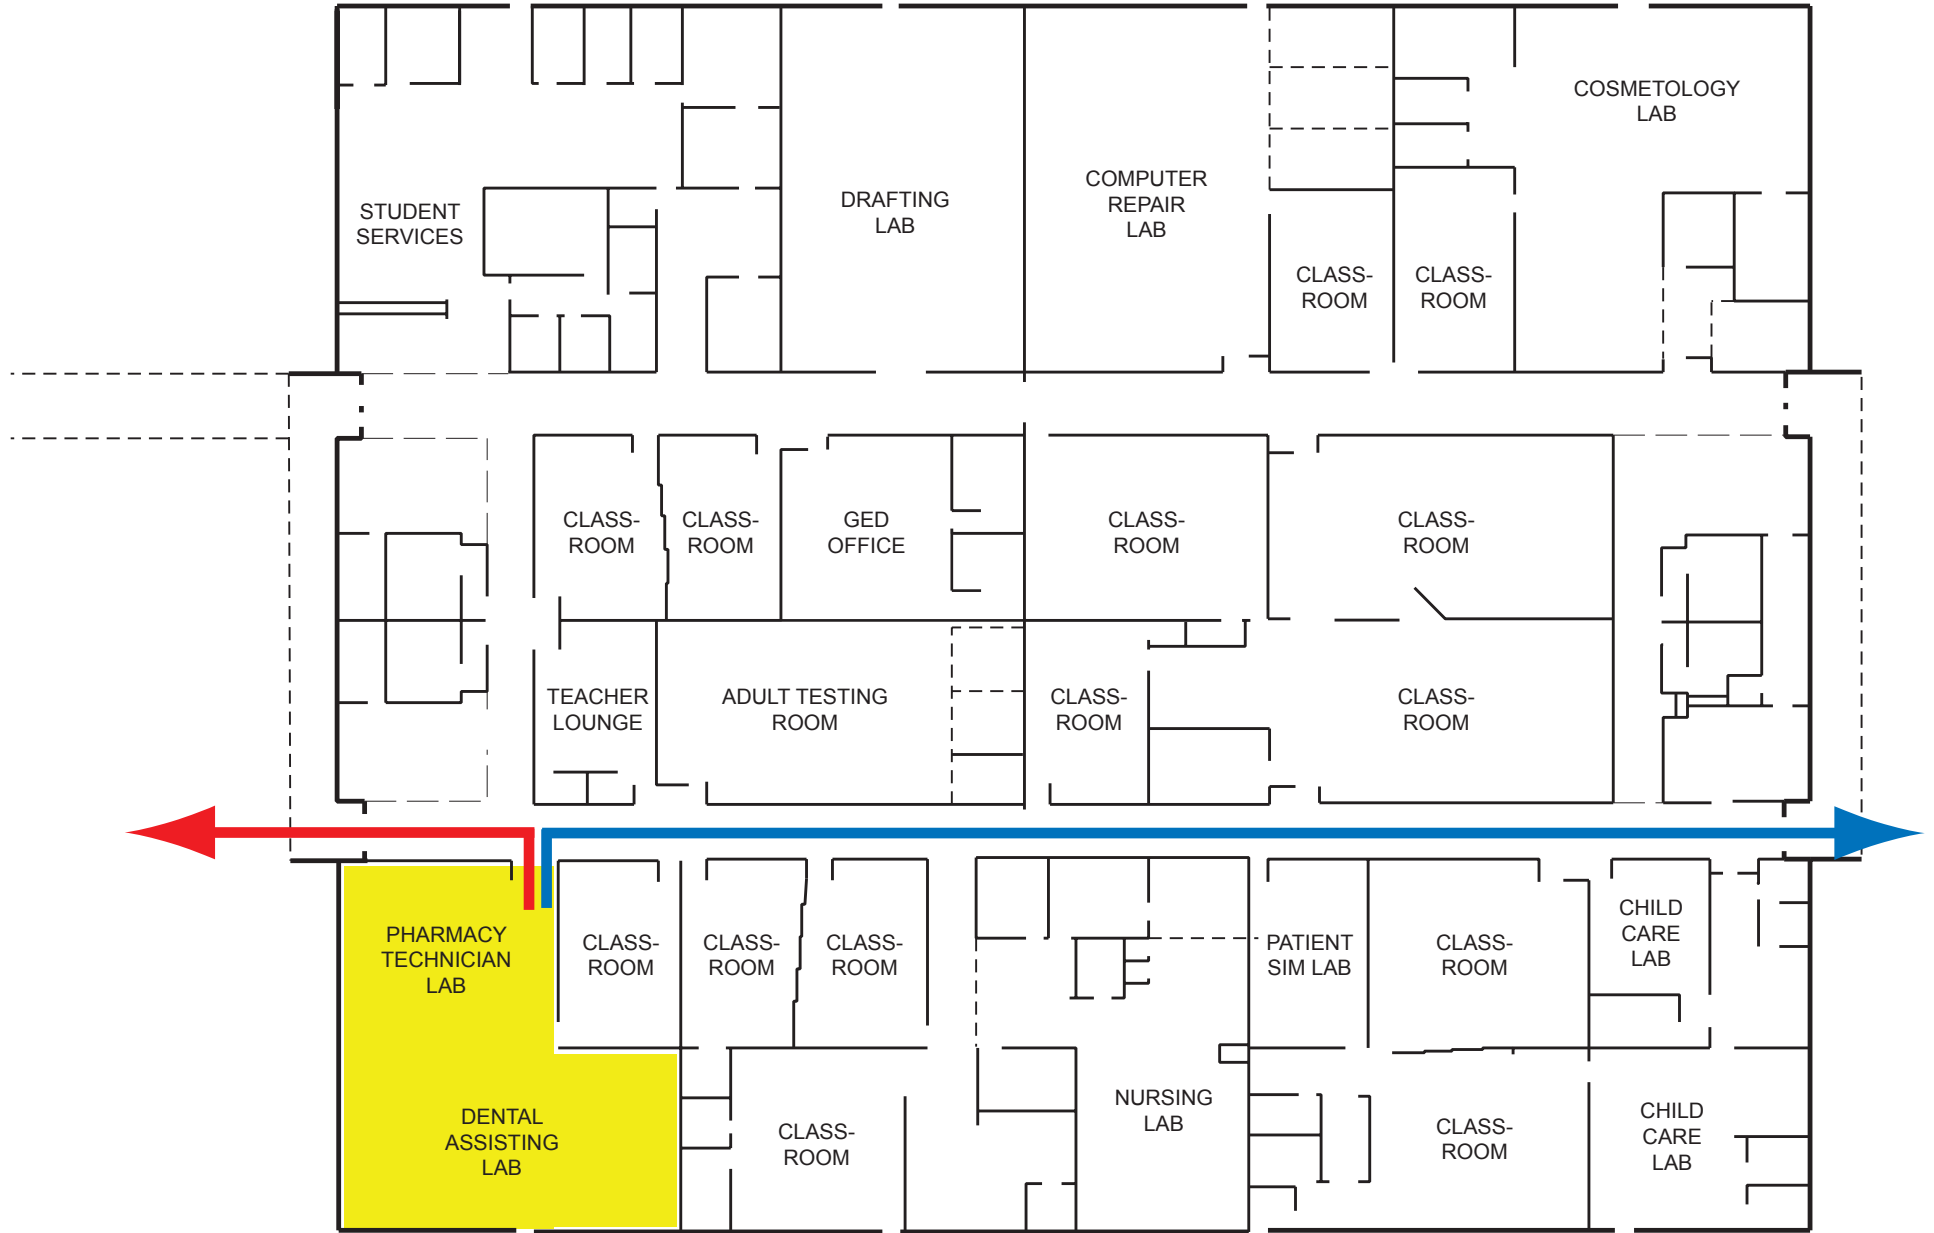 COSMETOLOGY
LAB
COMPUTER
REPAIR
LAB
DRAFTING
LAB
STUDENT
SERVICES
CLASS-
ROOM
CLASS-
ROOM
CLASS-
ROOM
CLASS-
ROOM
GED
OFFICE
CLASS-
ROOM
CLASS-
ROOM
TEACHER
LOUNGE
ADULT TESTING
ROOM
CLASS-
ROOM
CLASS-
ROOM
PHARMACY
TECHNICIAN
LAB
CLASS-
ROOM
CLASS-
ROOM
CLASS-
ROOM
PATIENT
SIM LAB
CLASS-
ROOM
CHILD
CARE
LAB
DENTAL
ASSISTING
LAB
CLASS-
ROOM
NURSING
LAB
CLASS-
ROOM
CHILD
CARE
LAB